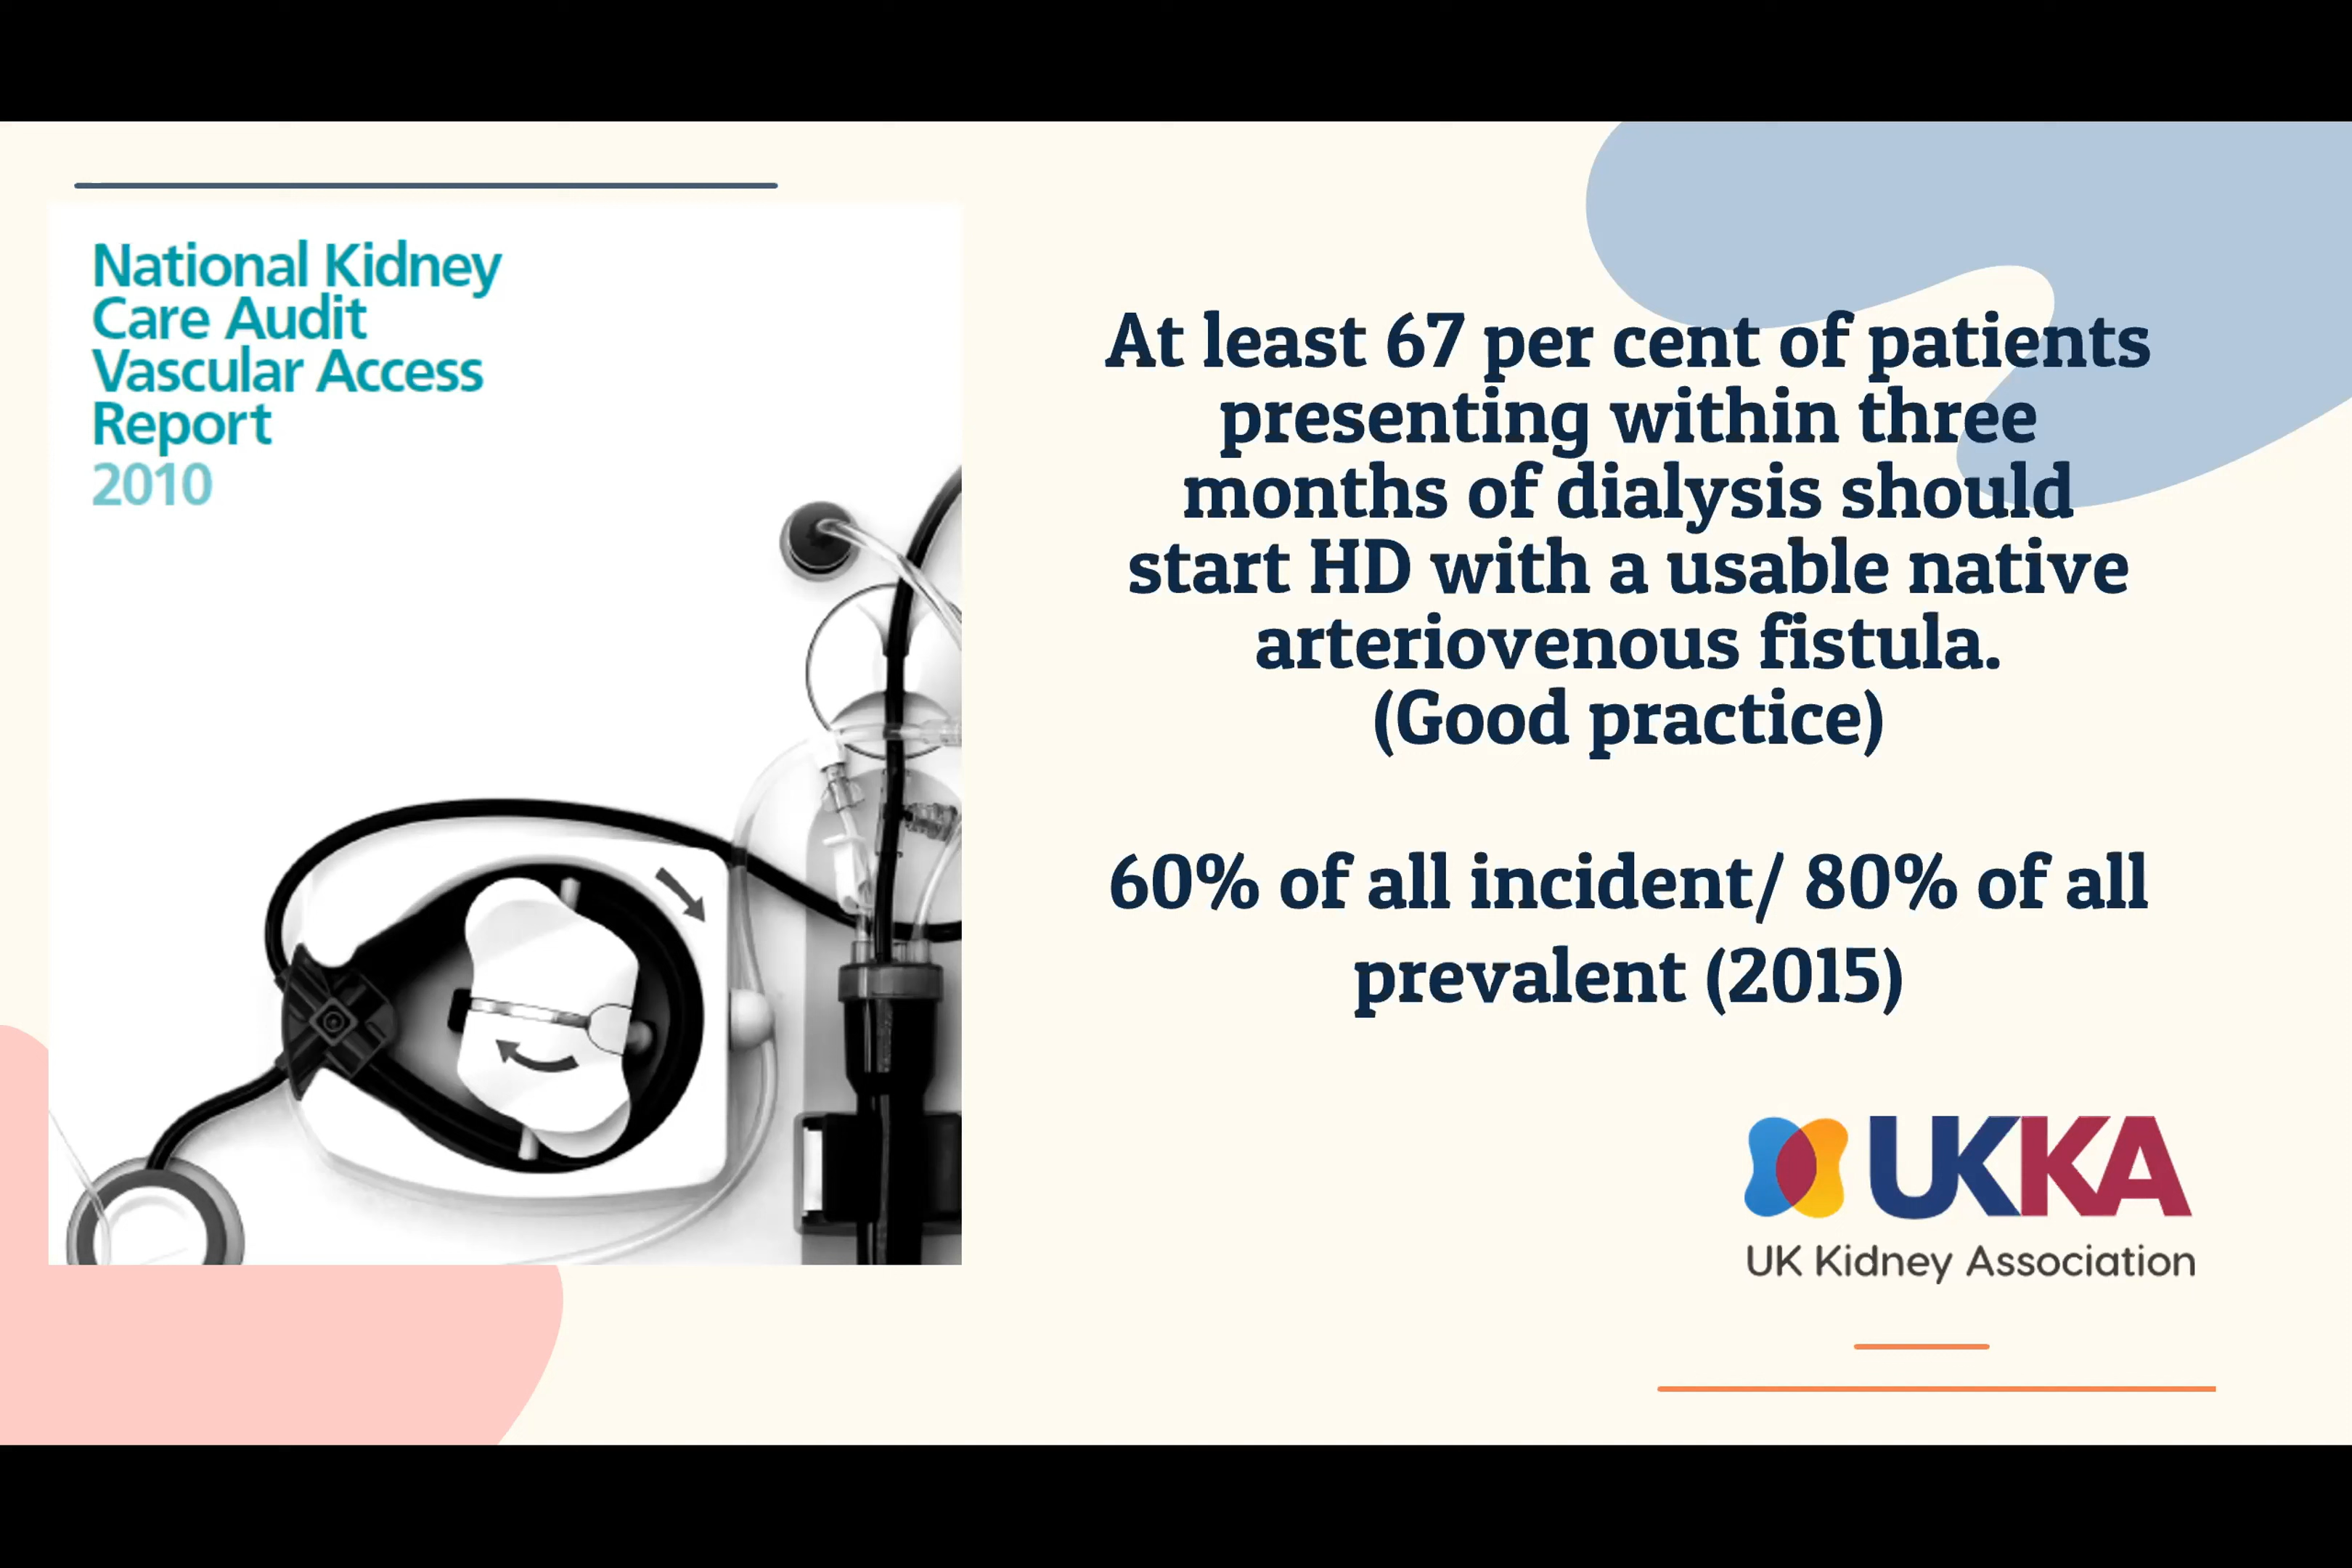 National Kidney
Care Audit
Vascular Access
Report
2010
At least 67 per cent of patients
presenting within three
months of dialysis should
start HD with a usable native
arteriovenous fistula.
(Good practice)
60% of all incident/ 80% of all
prevalent (2015)
UKKA
UK Kidney Association